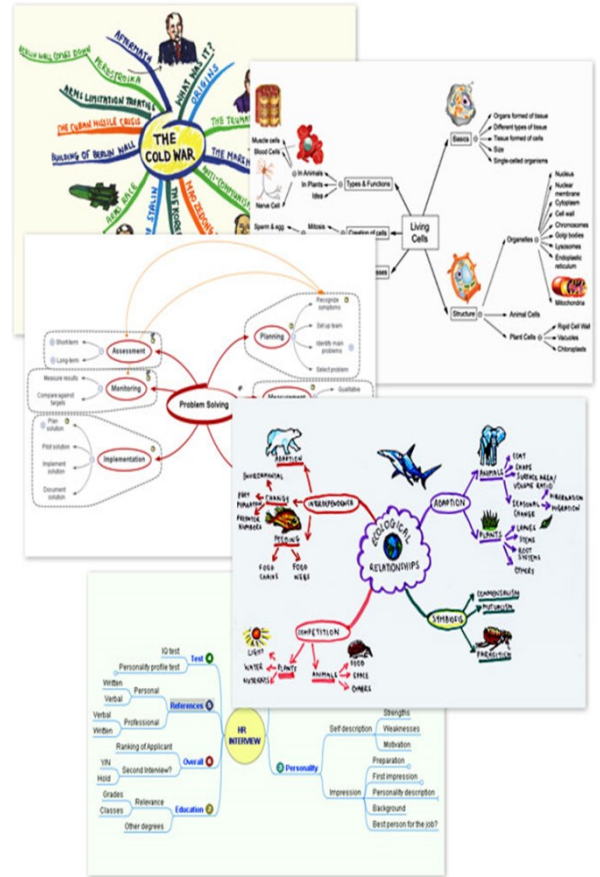 AFTERMATH
BERLIN WALL COMES DOWN
PERESTROIKA
WHAT WAS IT?
ORIGINS
ARMS LIMITATION TREATIES
THE CUBAN MISSILE CRISIS
BUILDING OF BERLIN WALL
THE COLD WAR
ARMS RACE
MAO ZEDONG
Living Cells
Basics
Organs formed of tissue
Different types of tissue
Tissue formed of cells
Size
Single-celled organisms
Types & Functions
In Animals
In Plants
Idea
Muscle cells
Blood Cells
Narve Cell
Creation of cells
Mitosis
Sperm & egg
Structure
Organelles
Nucleus
Nuclear membrane
Cytoplasm
Cell wall
Chromosomes
Golgi bodies
Lysosomes
Endoplastic reticulum
Mitochondria
Animal Cells
Plant Cells
Rigid Cell Wall
Vacuoles
Chloroplasts
Problem Solving
Assessment
Short-term
Long-term
Monitoring
Measure results
Compare against targets
Implementation
Plan solution
Pilot solution
Implement solution
Document solution
Planning
Recognize symptoms
Set up team
Identify main problems
Select problem
Measurement
Qualitative
ECOLOGICAL RELATIONSHIPS
INTERDEPENDENCE
ADAPTION
CHANGE
ENVIRONMENTAL
PREY POPULATION
PREDATOR NUMBERS
FEEDING
FOOD CHAINS
FOOD WEBS
ADAPTION
ANIMALS
COAT
SHAPE
SURFACE AREA/ VOLUME RATIO
SEASONAL CHANGE
HIBERNATION
MIGRATION
PLANTS
LEAVES
STEMS
ROOT SYSTEMS
OTHERS
SYMBIOSIS
COMMENSALISM
MUTUALISM
PARASITISM
COMPETITION
PLANTS
LIGHT
WATER
NUTRIENTS
ANIMALS
FOOD
SPACE
OTHERS
HR INTERVIEW
Test
IQ test
Personality profile test
References
Personal
Written
Verbal
Professional
Verbal
Written
Overall
Ranking of Applicant
Second Interview?
Y/N
Hold
Education
Relevance
Grades
Classes
Other degrees
Personality
Self description
Strengths
Weaknesses
Motivation
Impression
Preparation
First impression
Personality description
Background
Best person for the job?